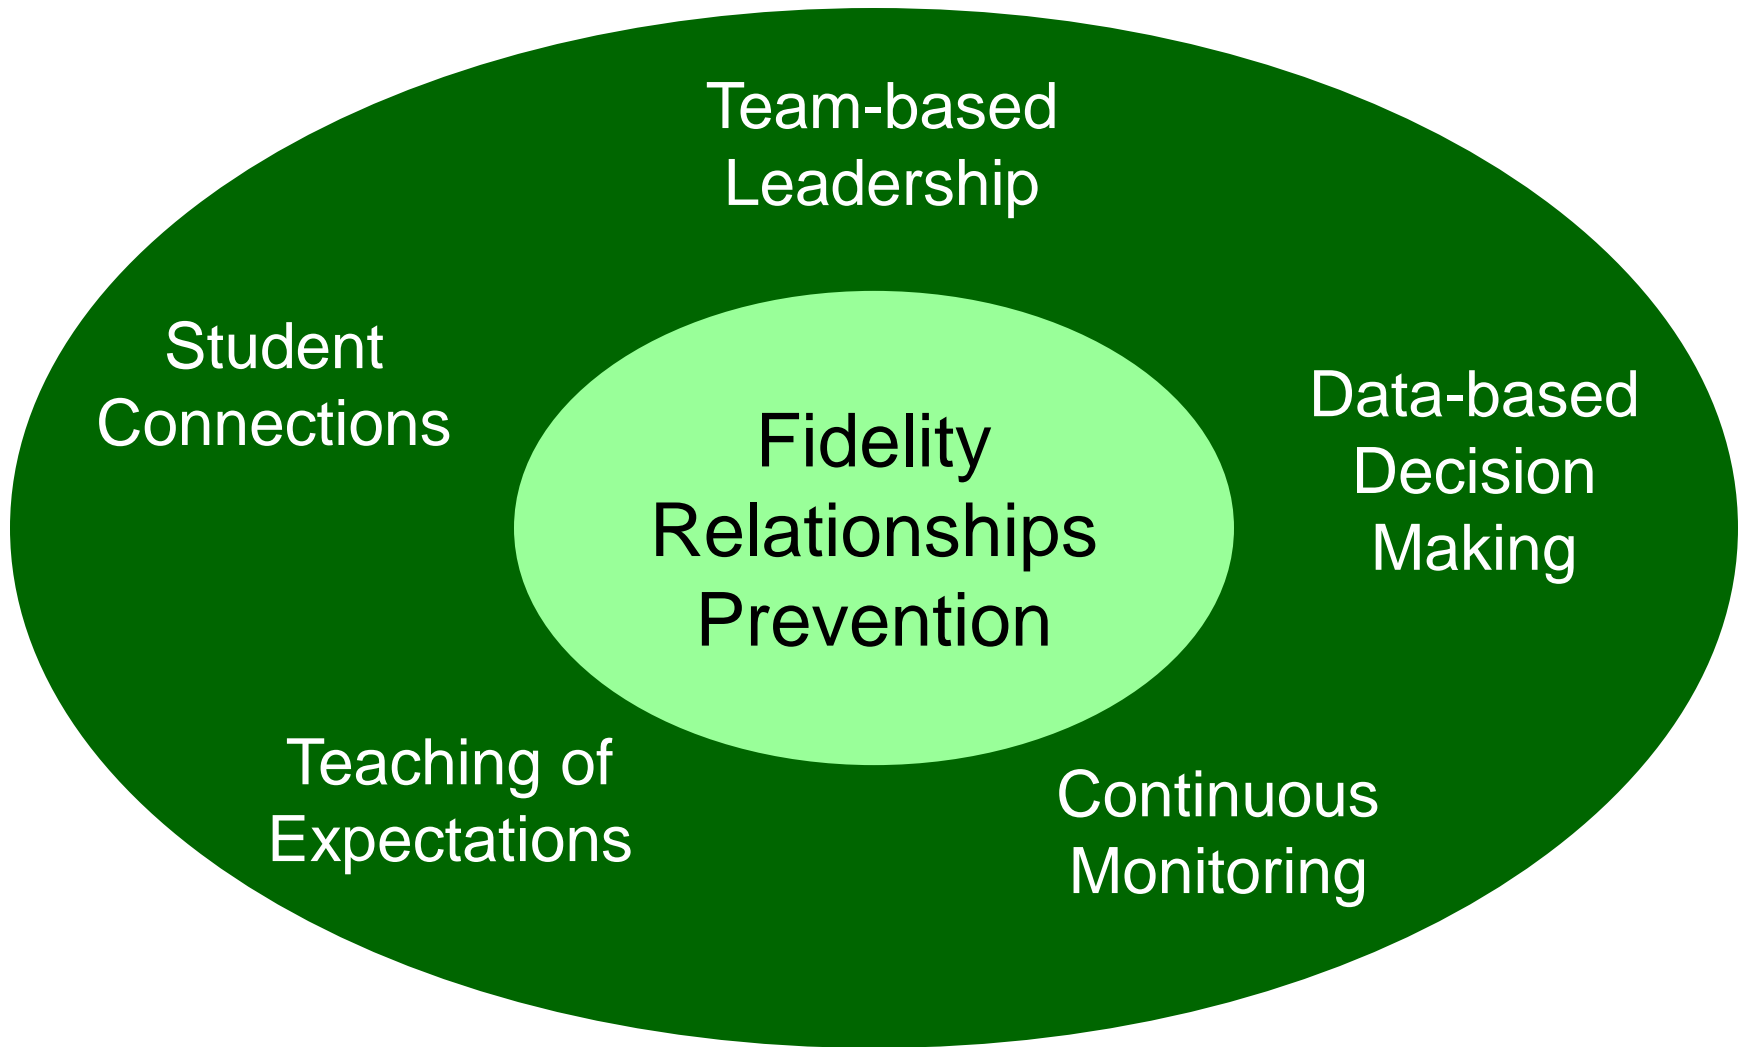 Team-based
Leadership
Student
Connections
Data-based
Decision
Making
Fidelity
Relationships
Prevention
Teaching of
Expectations
Continuous
Monitoring